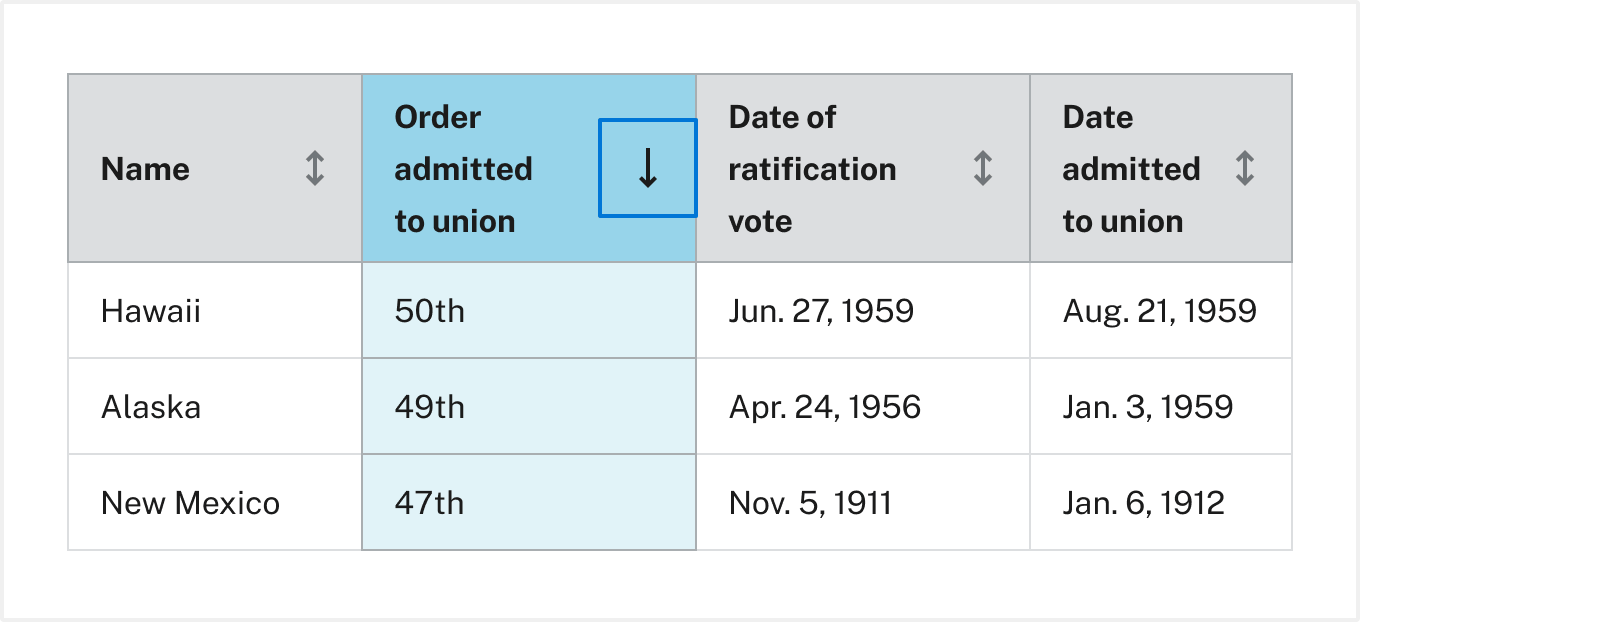 Name
Order
admitted
to union
Date of
ratification
vote
Date
admitted
to union
Hawaii 50th Jun. 27, 1959 Aug. 21, 1959
Alaska 49th Apr. 24, 1956 Jan. 3, 1959
New Mexico 47th Nov. 5, 1911 Jan. 6, 1912